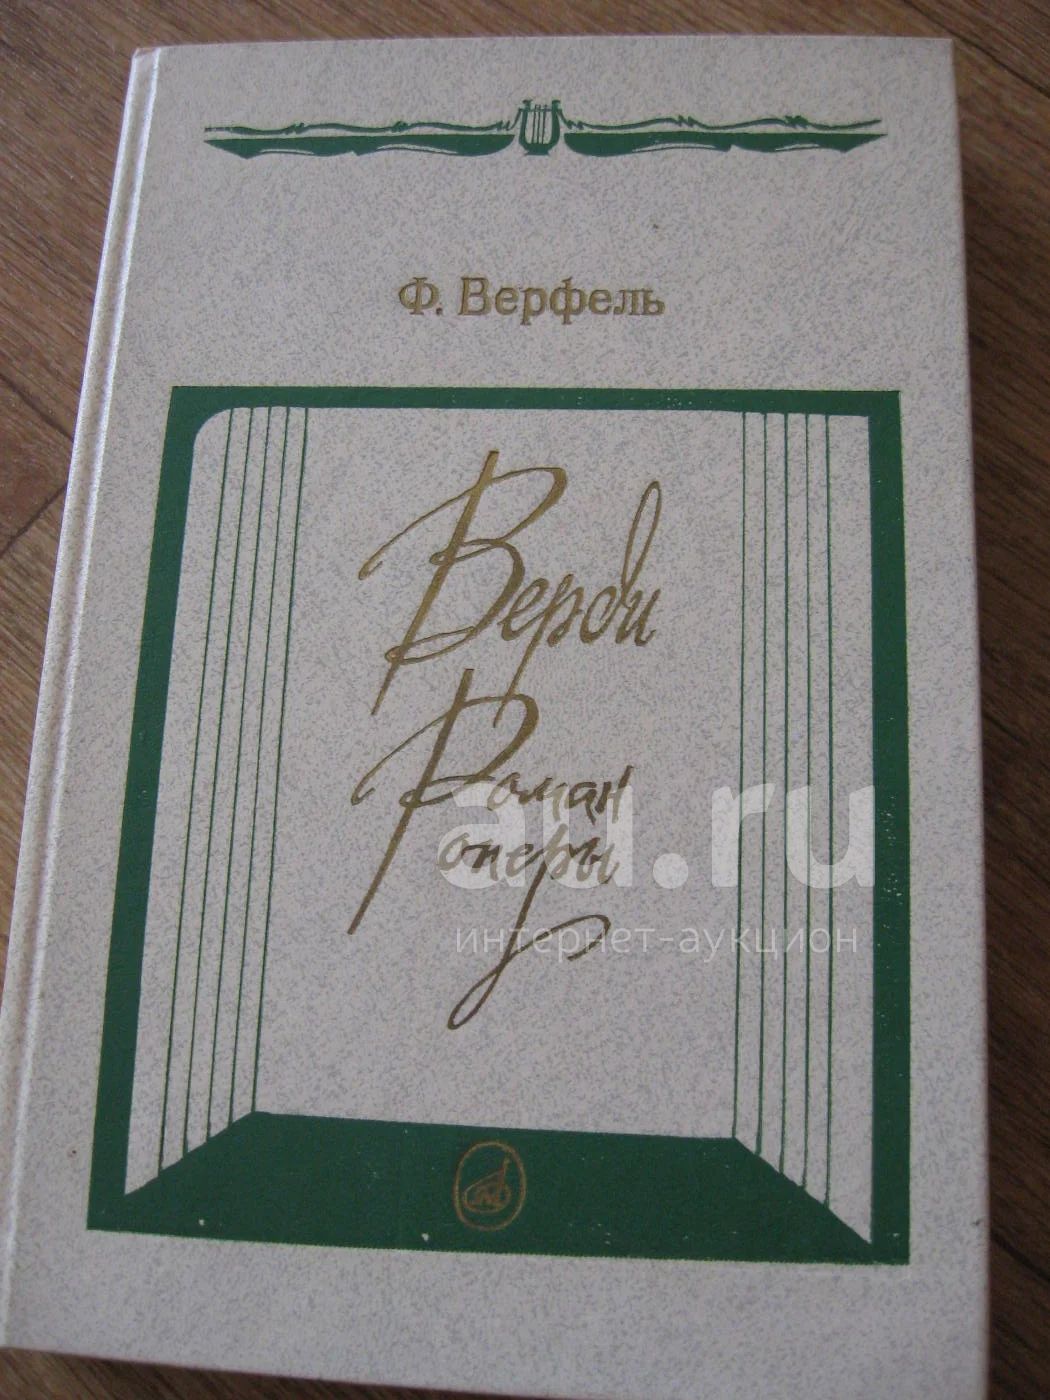 Ф. Верфель
Верди
Роман
оперы
au.ru
интернет-аукцион